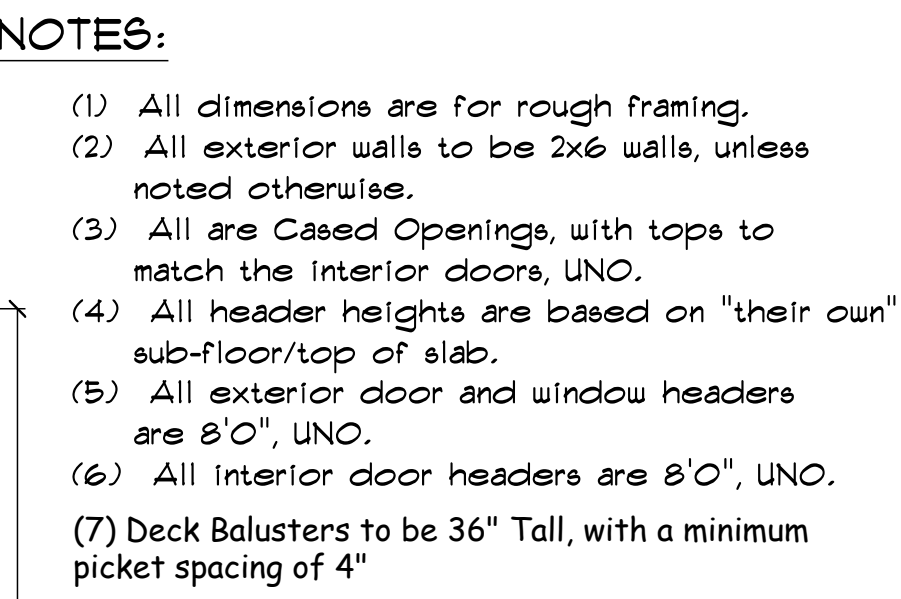 NOTES:
(1) All dimensions are for rough framing.
(2) All exterior walls to be 2x6 walls, unless
noted otherwise.
(3) All are Cased Openings, with tops to
match the interior doors, UNO.
(4) All header heights are based on "their own"
sub-floor/top of slab.
(5) All exterior door and window headers
are 8'0", UNO.
(6) All interior door headers are 8'0", UNO.
(7) Deck Balusters to be 36" Tall, with a minimum
picket spacing of 4"